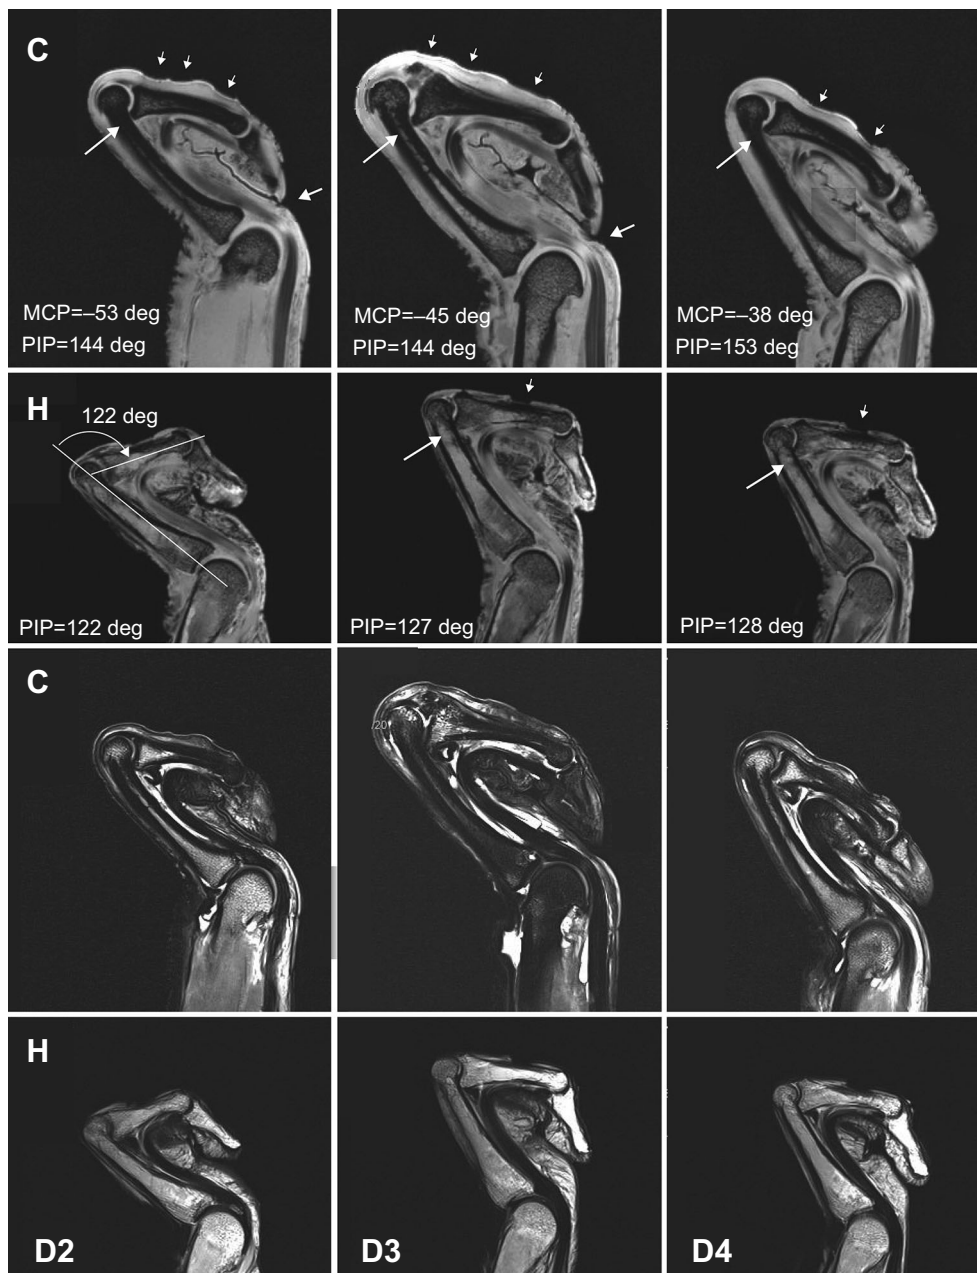 C
MCP=–53 deg
PIP=144 deg
MCP=–45 deg
PIP=144 deg
MCP=–38 deg
PIP=153 deg
H
122 deg
PIP=122 deg
PIP=127 deg
PIP=128 deg
C
/20
H
D2
D3
D4